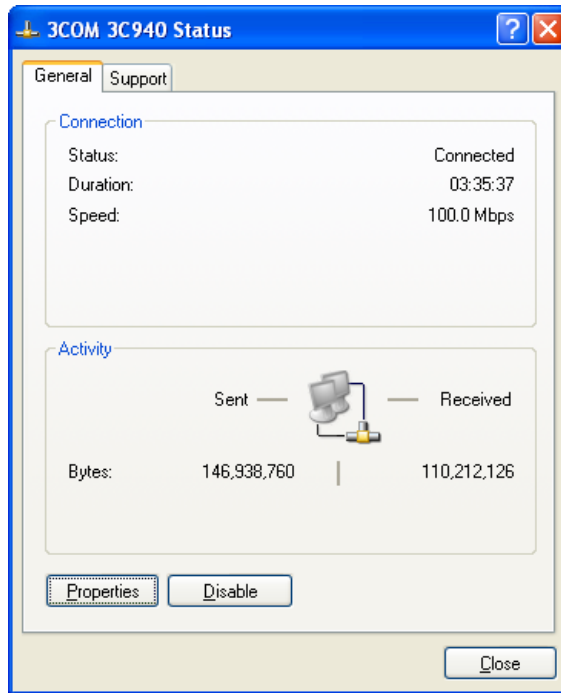 3COM 3C940 Status
General Support
Connection
Status: Connected
Duration: 03:35:37
Speed: 100.0 Mbps
Activity
Sent Received
Bytes: 146,938,760 110,212,126
Properties Disable
Close